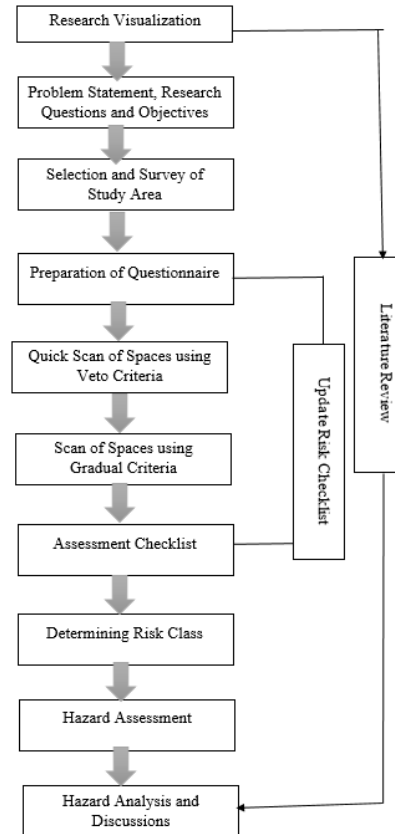 Research Visualization
Problem Statement, Research
Questions and Objectives
Selection and Survey of
Study Area
Preparation of Questionnaire
Quick Scan of Spaces using
Veto Criteria
Scan of Spaces using
Gradual Criteria
Assessment Checklist
Determining Risk Class
Hazard Assessment
Hazard Analysis and
Discussions
Update Risk Checklist
Literature Review